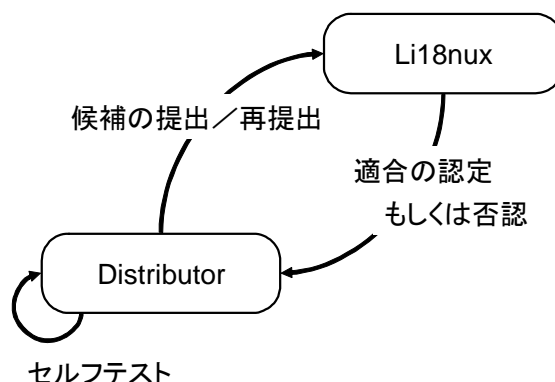 Li18nux
候補の提出／再提出
適合の認定
もしくは否認
Distributor
セルフテスト